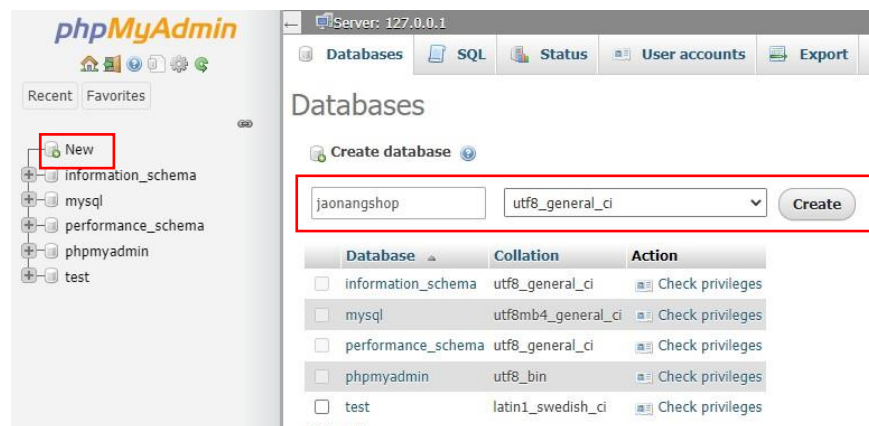 phpMyAdmin
Recent Favorites
New
information_schema
mysql
performance_schema
phpmyadmin
test
Server: 127.0.0.1
Databases SQL Status User accounts Export
Databases
Create database
jaonangshop utf8_general_ci Create
Database Collation Action
information_schema utf8_general_ci Check privileges
mysql utf8mb4_general_ci Check privileges
performance_schema utf8_general_ci Check privileges
phpmyadmin utf8_bin Check privileges
test latin1_swedish_ci Check privileges